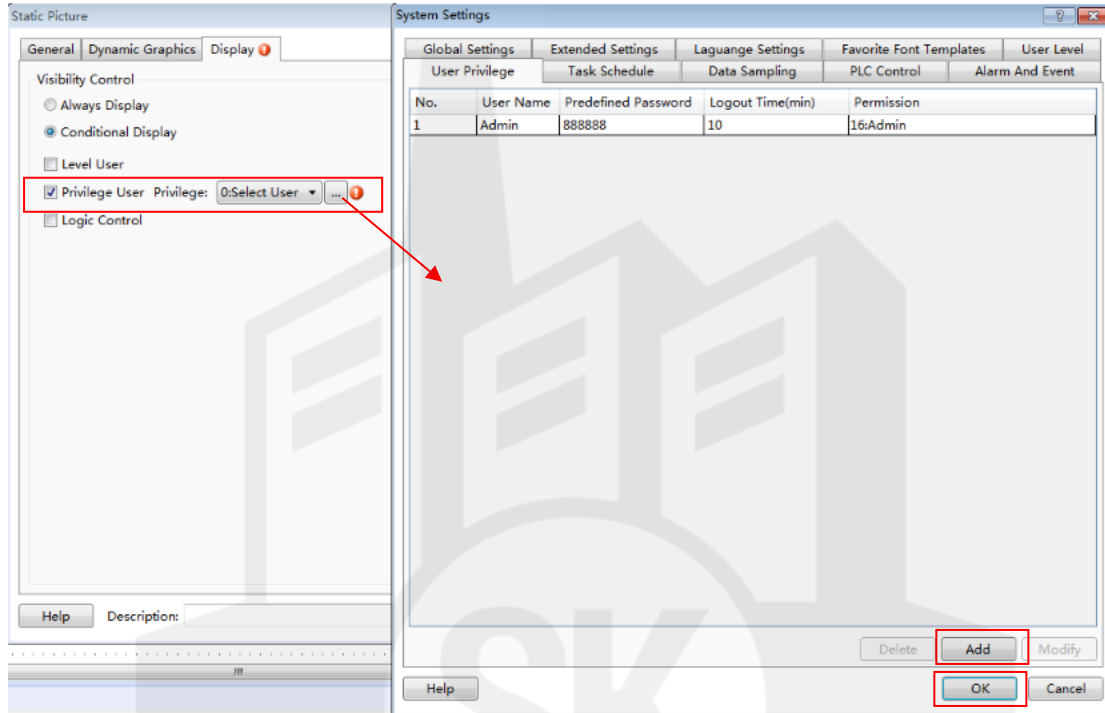 Static Picture
General Dynamic Graphics Display
Visibility Control
Always Display
Conditional Display
Level User
Privilege User Privilege: 0:Select User ...
Logic Control
Help Description:
System Settings
Global Settings Extended Settings Laguange Settings Favorite Font Templates User Level
User Privilege Task Schedule Data Sampling PLC Control Alarm And Event
No. User Name Predefined Password Logout Time(min) Permission
1 Admin 888888 10 16:Admin
Delete Add Modify
Help OK Cancel
SK